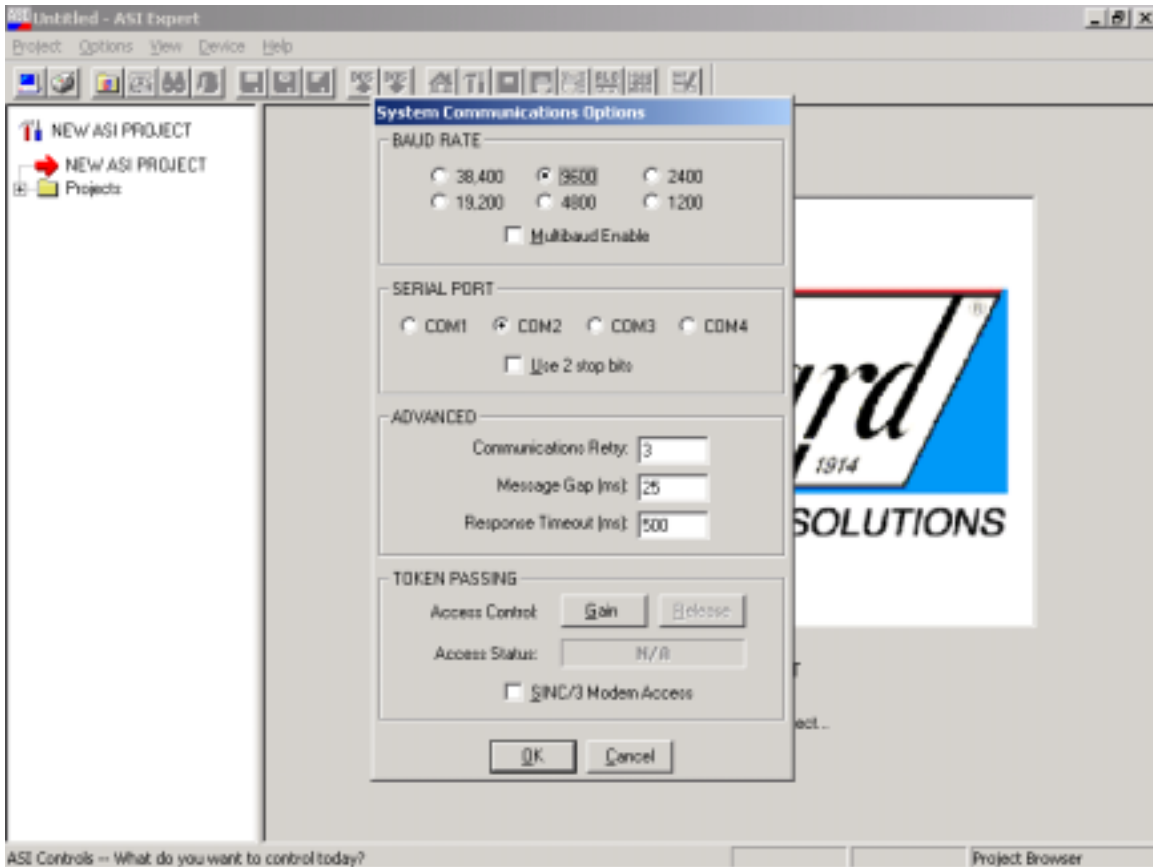 Untitled - ASI Expert
Project Options View Device Help
NEW ASI PROJECT
NEW ASI PROJECT
Projects
System Communications Options
BAUD RATE
38,400 9600 2400
19,200 4800 1200
Multibaud Enable
SERIAL PORT
COM1 COM2 COM3 COM4
Use 2 stop bits
ADVANCED
Communications Retry: 3
Message Gap (ms): 25
Response Timeout (ms): 500
TOKEN PASSING
Access Control: Gain Release
Access Status: N/A
SINC/3 Modem Access
OK Cancel
ard
®
1914
SOLUTIONS
ect...
ASI Controls -- What do you want to control today?
Project Browser